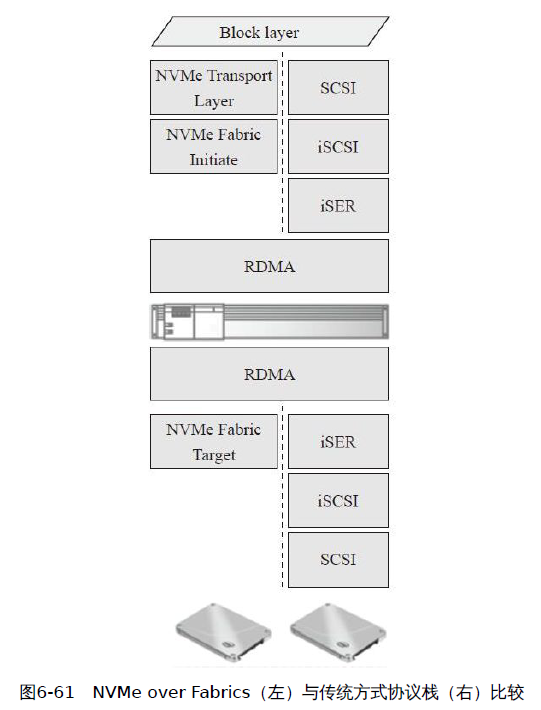 Block layer
NVMe Transport
Layer
SCSI
NVMe Fabric
Initiate
iSCSI
iSER
RDMA
RDMA
NVMe Fabric
Target
iSER
iSCSI
SCSI
图6-61 NVMe over Fabrics（左）与传统方式协议栈（右）比较